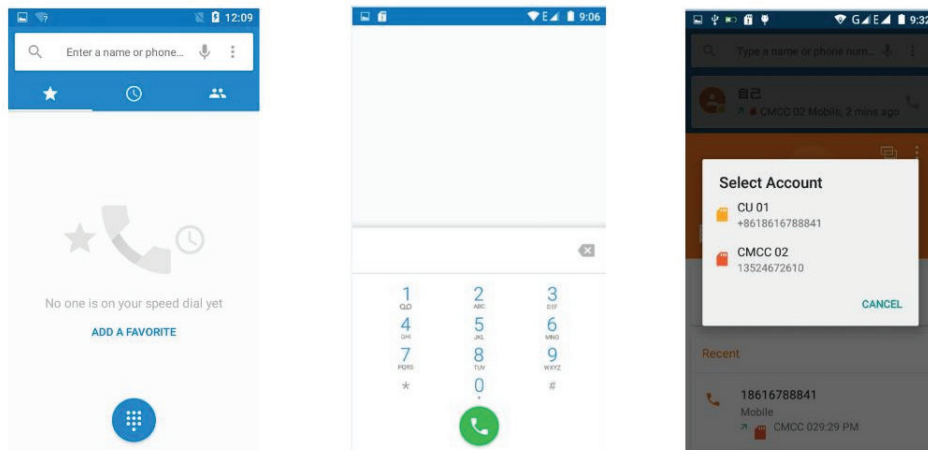 12:09
Enter a name or phone...
No one is on your speed dial yet
ADD A FAVORITE
E 9:06
1 2 3
ABC DEF
4 5 6
GHI JKL MNO
7 8 9
PQRS TUV WXYZ
* 0 #
+
G E 9:32
Type a name or phone num...
自己
CMCC 02 Mobile, 2 mins ago
Select Account
CU 01
+8618616788841
CMCC 02
13524672610
CANCEL
Recent
18616788841
Mobile
CMCC 029:29 PM